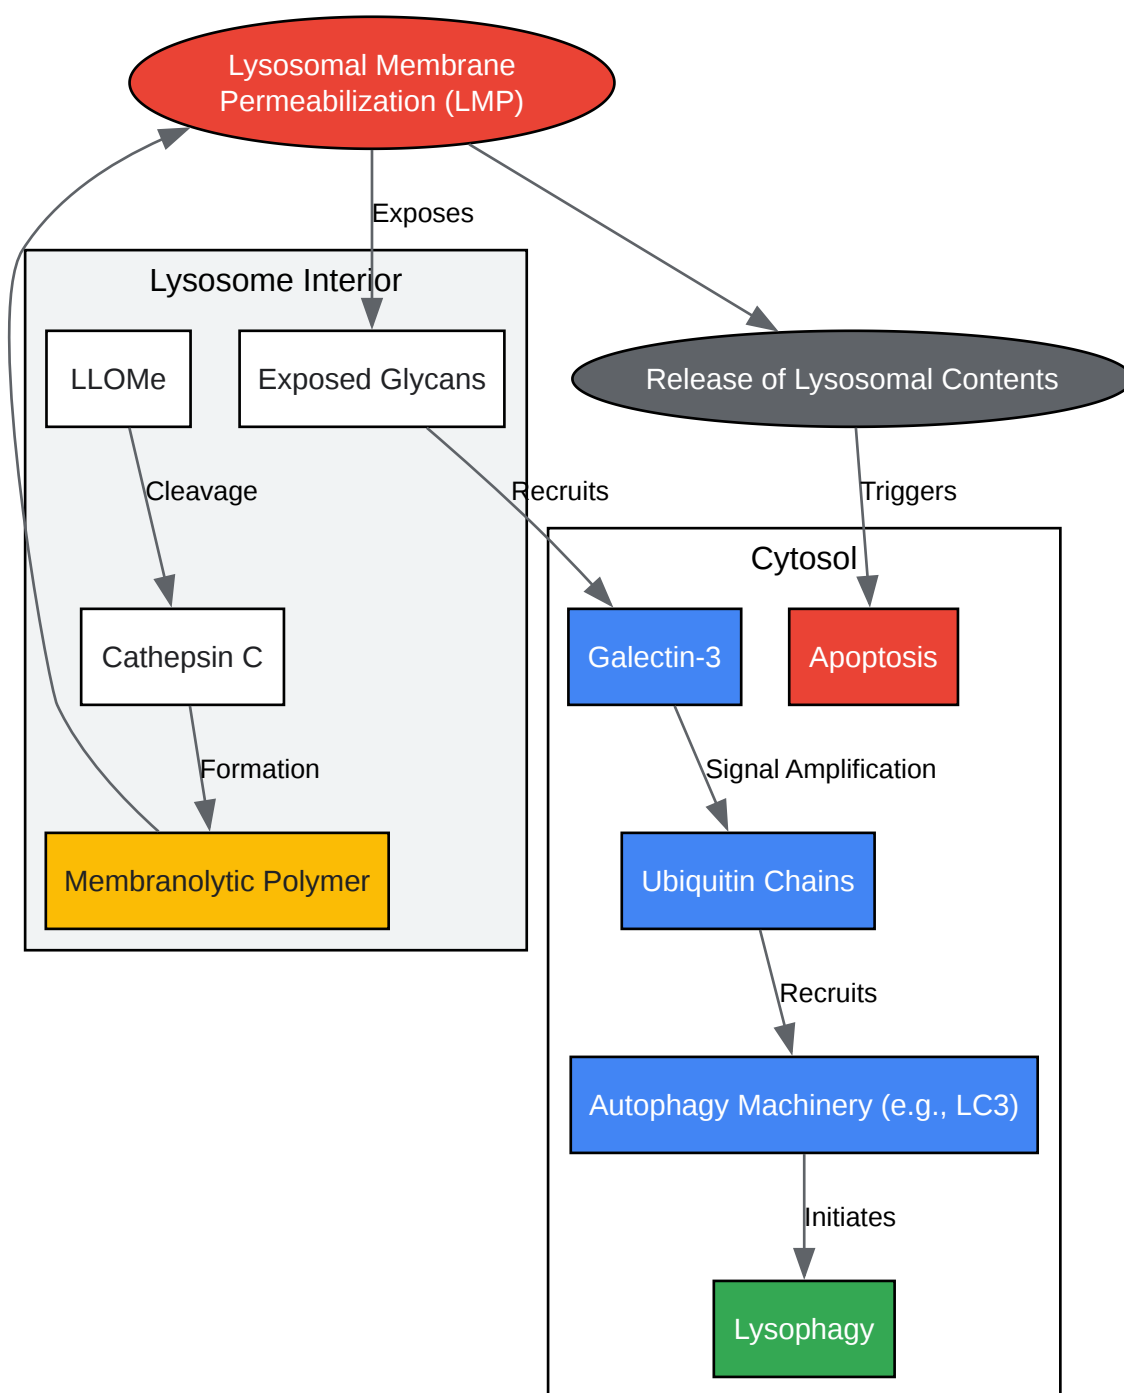 Lysosomal Membrane
Permeabilization (LMP)
Exposes
Lysosome Interior
LLOMe
Exposed Glycans
Release of Lysosomal Contents
Cleavage
Recruits
Triggers
Cytosol
Cathepsin C
Galectin-3
Apoptosis
Formation
Signal Amplification
Membranolytic Polymer
Ubiquitin Chains
Recruits
Autophagy Machinery (e.g., LC3)
Initiates
Lysophagy